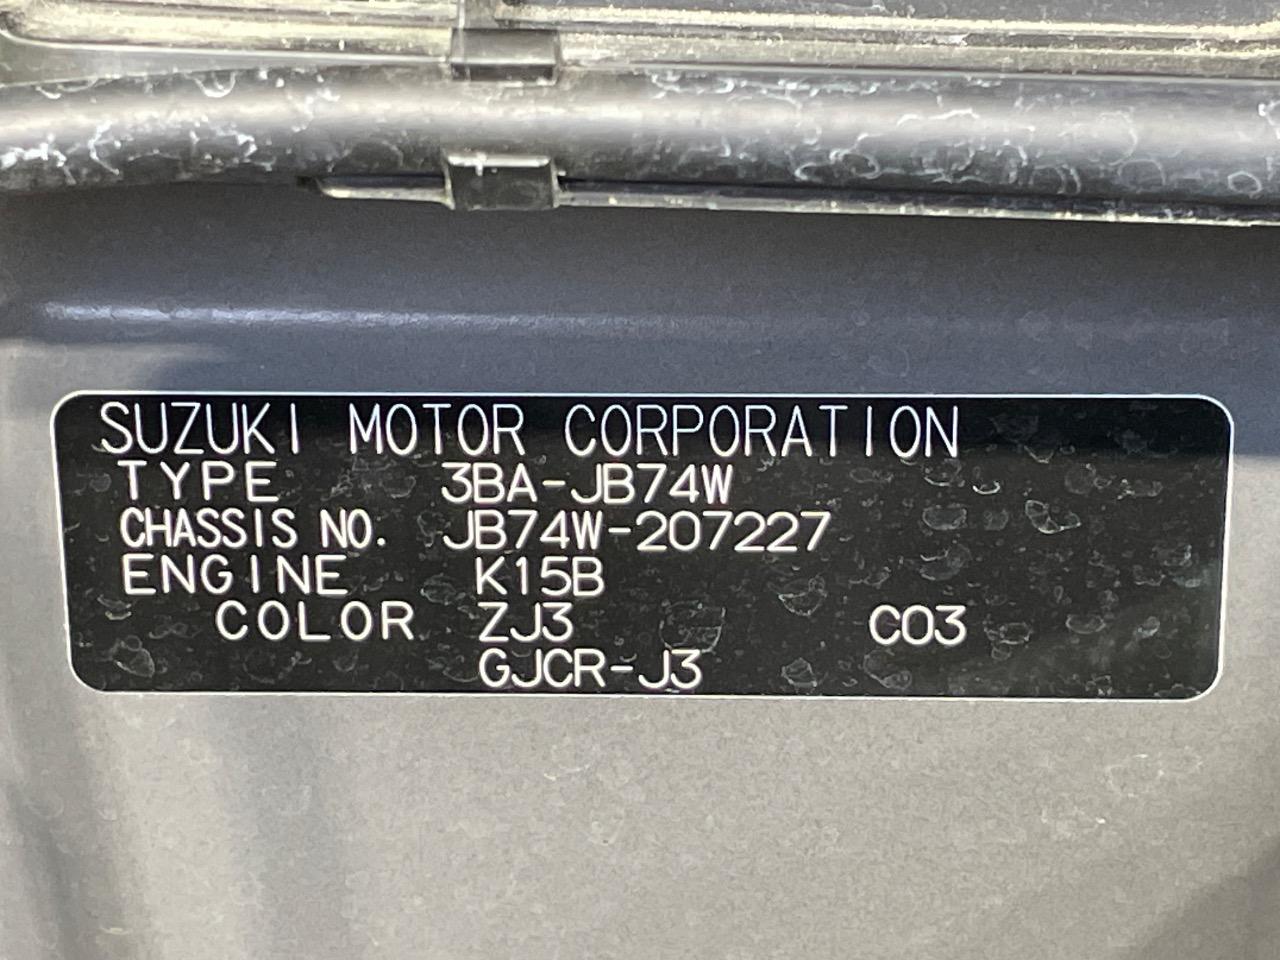 SUZUKI MOTOR CORPORATION
TYPE 3BA-JB74W
CHASSIS NO. JB74W-207227
ENGINE K15B
COLOR ZJ3 C03
GJCR-J3